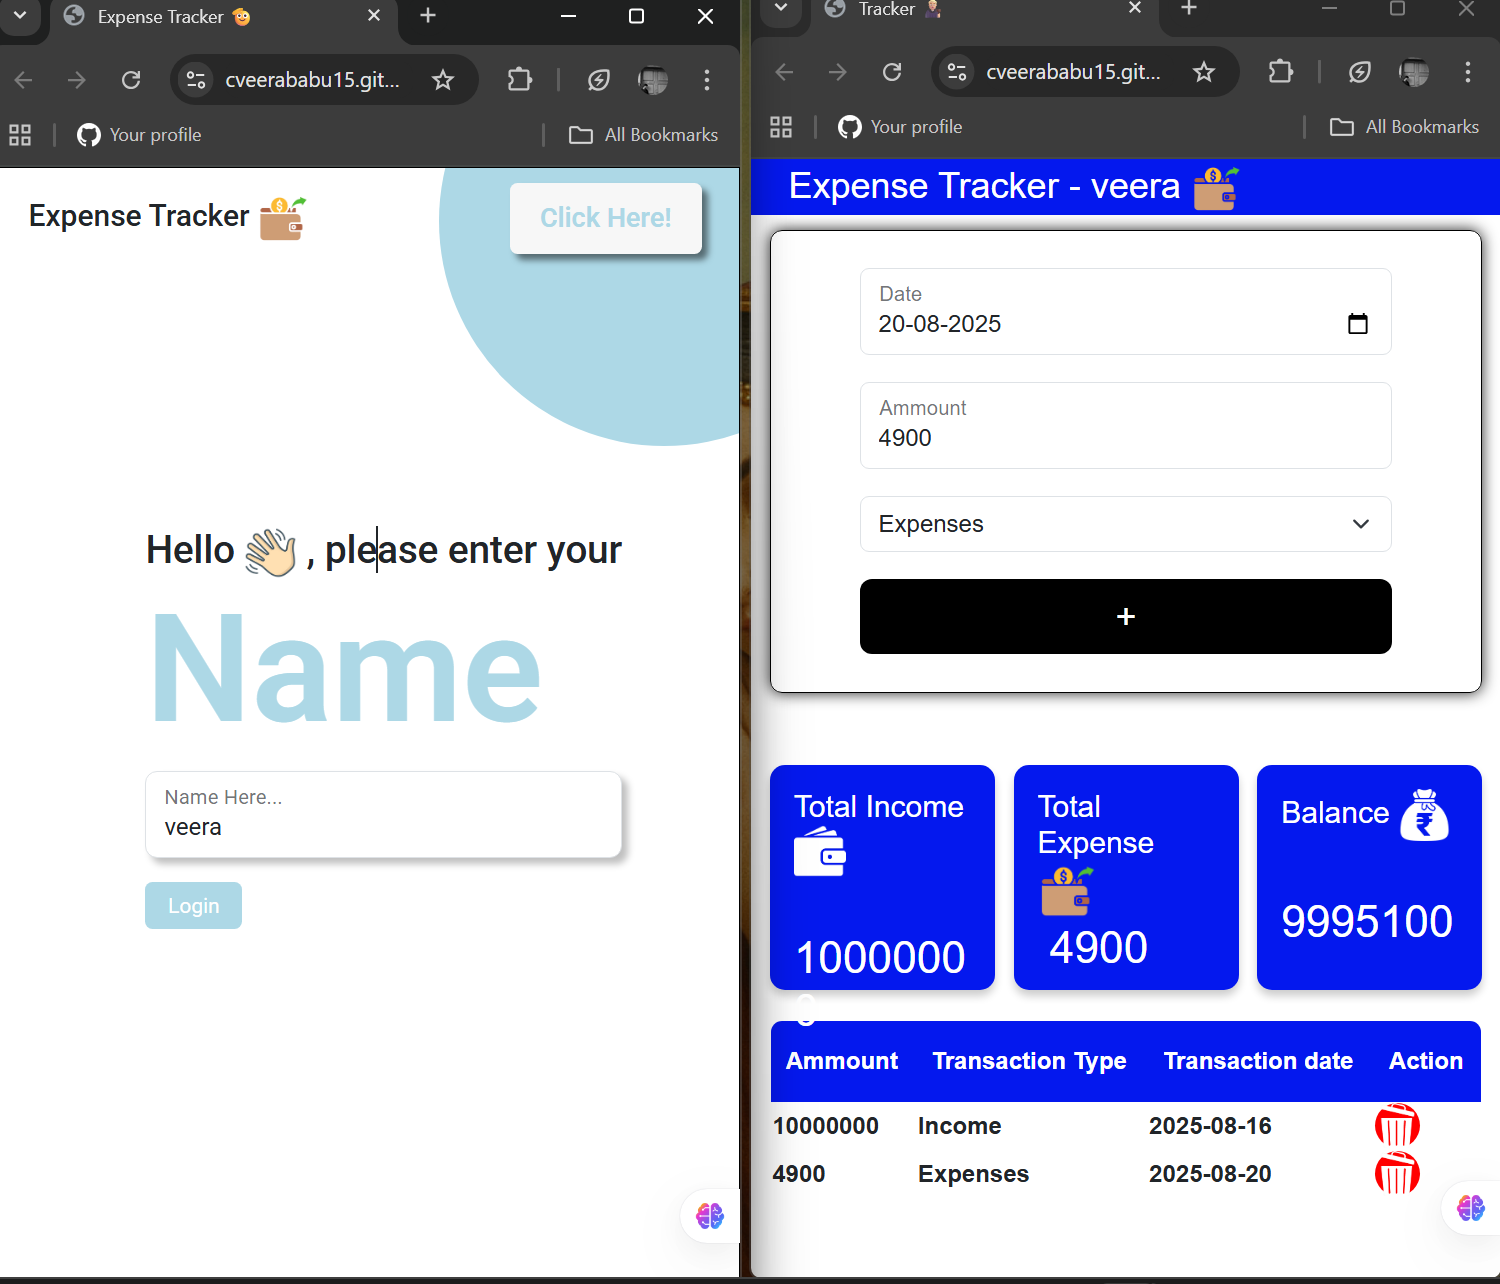 Expense Tracker
cveerababu15.git...
Your profile
All Bookmarks
Expense Tracker
Click Here!
Hello , please enter your
Name
Name Here...
veera
Login
Tracker
cveerababu15.git...
Your profile
All Bookmarks
Expense Tracker - veera
Date
20-08-2025
Ammount
4900
Expenses
+
Total Income
10000000
Total
Expense
4900
Balance
9995100
Ammount Transaction Type Transaction date Action
10000000 Income 2025-08-16
4900 Expenses 2025-08-20